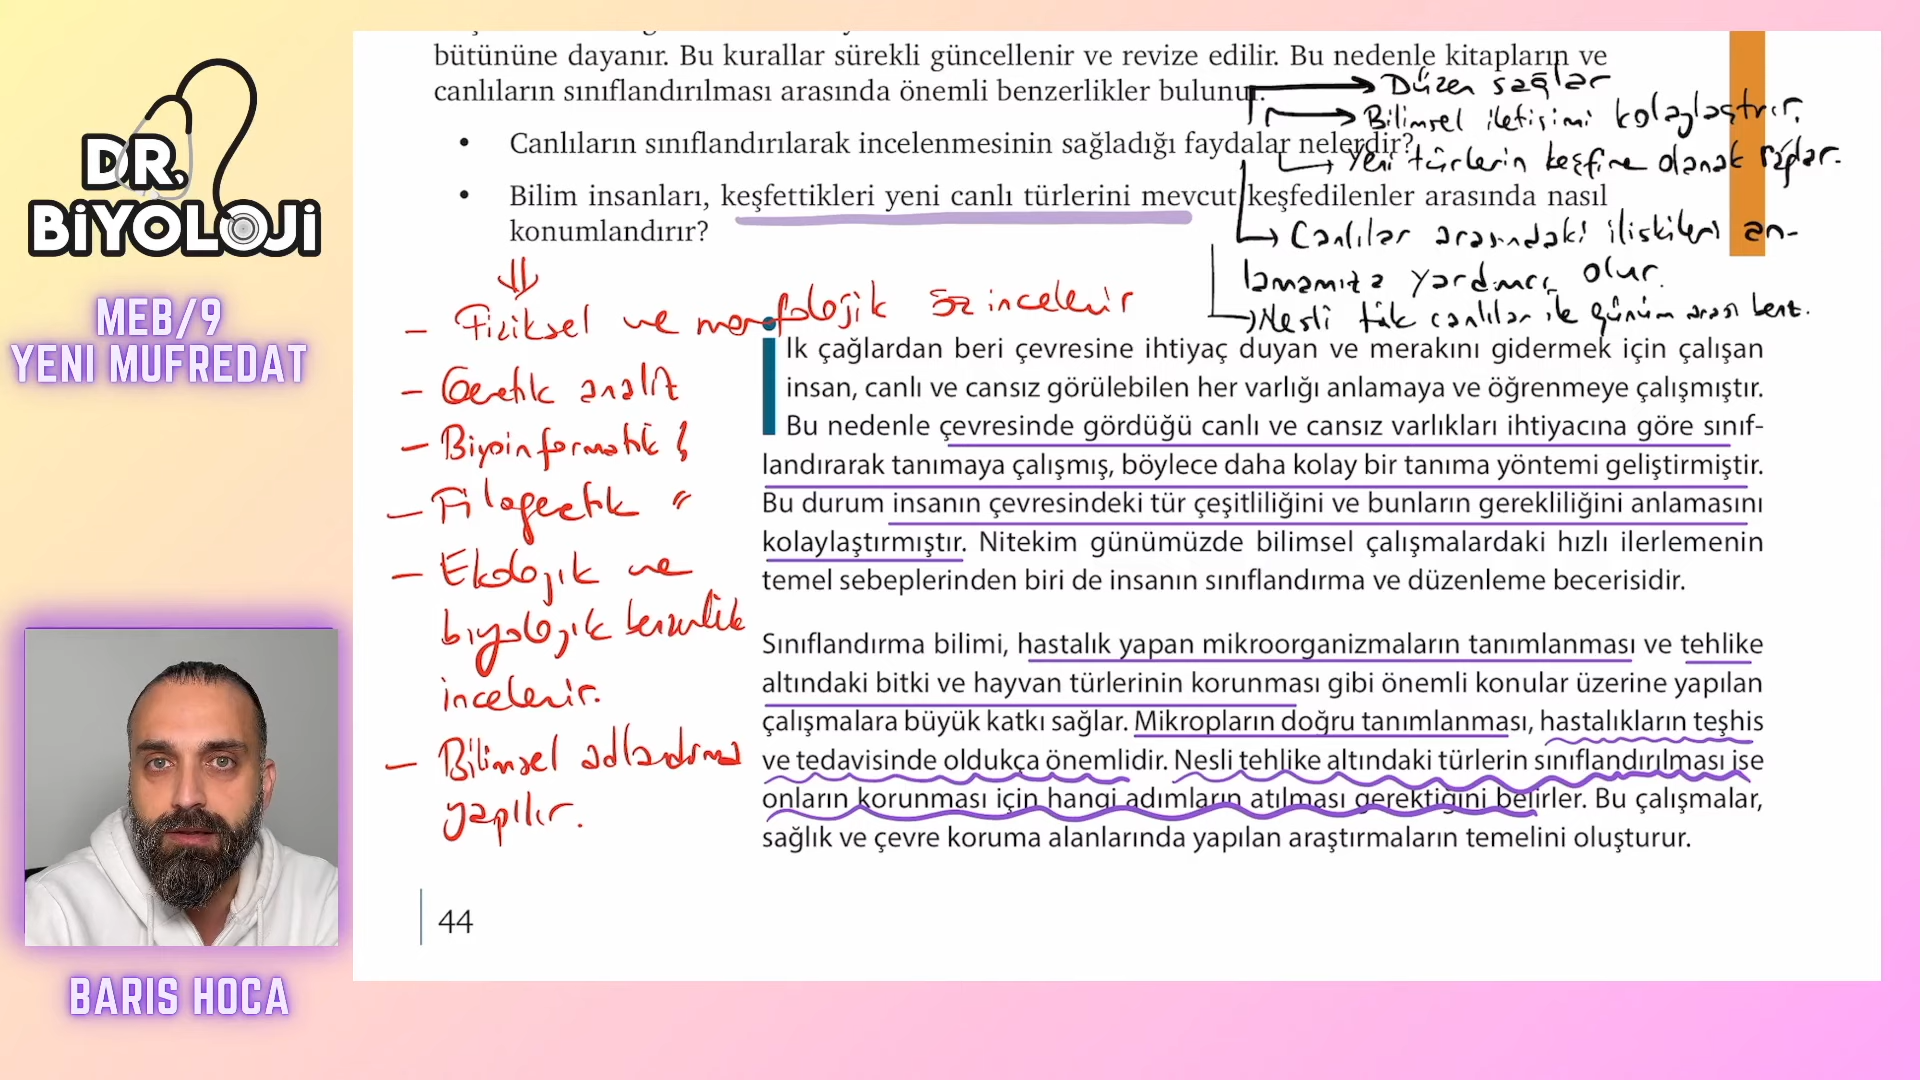 DR.
BiYOLOJi
MEB/9
YENI MUFREDAT
BARIS HOCA
bütününe dayanır. Bu kurallar sürekli güncellenir ve revize edilir. Bu nedenle kitapların ve
canlıların sınıflandırılması arasında önemli benzerlikler bulunur.
→ Düzen sağlar
→ Bilimsel iletişimi kolaylaştırır.
• Canlıların sınıflandırılarak incelenmesinin sağladığı faydalar nelerdir?
→ Yeni türlerin keşfine olanak sağlar.
• Bilim insanları, keşfettikleri yeni canlı türlerini mevcut keşfedilenler arasında nasıl
konumlandırır?
→ Canlılar arasındaki ilişkileri an-
lamamıza yardımcı olur.
→ Nesli tük canlılar ile günüm arası benz.
- Fiziksel ve morfolojik öz incelenir
- Genetik analiz
- Biyoinformatik
- Filogenetik "
- Ekolojik ve
biyolojik benzerlik
incelenir.
- Bilimsel adlandırma
yapılır.
İlk çağlardan beri çevresine ihtiyaç duyan ve merakını gidermek için çalışan
insan, canlı ve cansız görülebilen her varlığı anlamaya ve öğrenmeye çalışmıştır.
Bu nedenle çevresinde gördüğü canlı ve cansız varlıkları ihtiyacına göre sınıf-
landırarak tanımaya çalışmış, böylece daha kolay bir tanıma yöntemi geliştirmiştir.
Bu durum insanın çevresindeki tür çeşitliliğini ve bunların gerekliliğini anlamasını
kolaylaştırmıştır. Nitekim günümüzde bilimsel çalışmalardaki hızlı ilerlemenin
temel sebeplerinden biri de insanın sınıflandırma ve düzenleme becerisidir.
Sınıflandırma bilimi, hastalık yapan mikroorganizmaların tanımlanması ve tehlike
altındaki bitki ve hayvan türlerinin korunması gibi önemli konular üzerine yapılan
çalışmalara büyük katkı sağlar. Mikropların doğru tanımlanması, hastalıkların teşhis
ve tedavisinde oldukça önemlidir. Nesli tehlike altındaki türlerin sınıflandırılması ise
onların korunması için hangi adımların atılması gerektiğini belirler. Bu çalışmalar,
sağlık ve çevre koruma alanlarında yapılan araştırmaların temelini oluşturur.
44